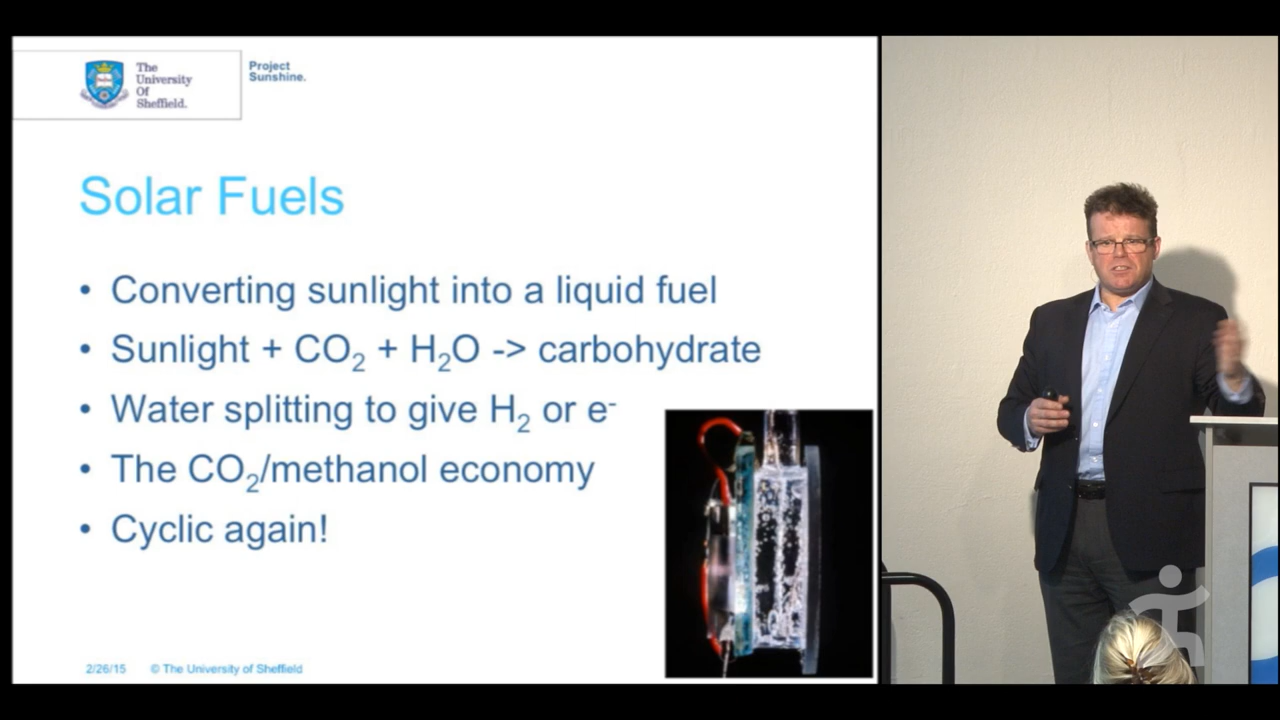 The
University
Of
Sheffield.
Project
Sunshine.
Solar Fuels
• Converting sunlight into a liquid fuel
• Sunlight + CO₂ + H₂O -> carbohydrate
• Water splitting to give H₂ or e⁻
• The CO₂/methanol economy
• Cyclic again!
2/26/15 © The University of Sheffield